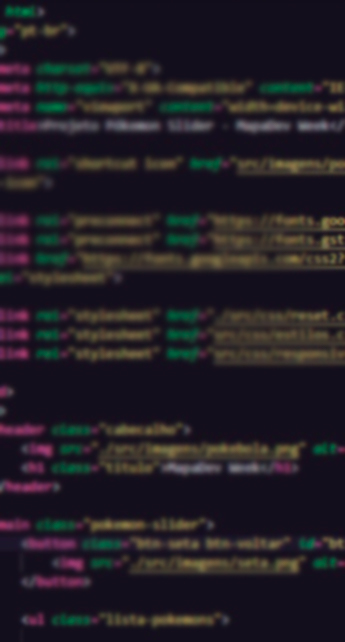 html>
="pt-br">
>
meta charset="UTF-8">
meta http-equiv="X-UA-Compatible" content="IE
meta name="viewport" content="width=device-wi
title>Projeto Pokemon Slider - MapaDev Week</
link rel="shortcut icon" href="src/imagens/po
-icon">
link rel="preconnect" href="https://fonts.goo
link rel="preconnect" href="https://fonts.gst
link href="https://fonts.googleapis.com/css2?
="stylesheet">
link rel="stylesheet" href="./src/css/reset.c
link rel="stylesheet" href="src/css/estilos.c
link rel="stylesheet" href="src/css/responsiv
>
>
header class="cabecalho">
<img src="./src/imagens/pokebola.png" alt=
<h1 class="titulo">MapaDev Week</h1>
/header>
main class="pokemon-slider">
<button class="btn-seta btn-voltar" id="bt
<img src="./src/imagens/seta.png" alt=
</button>
<ul class="lista-pokemons">